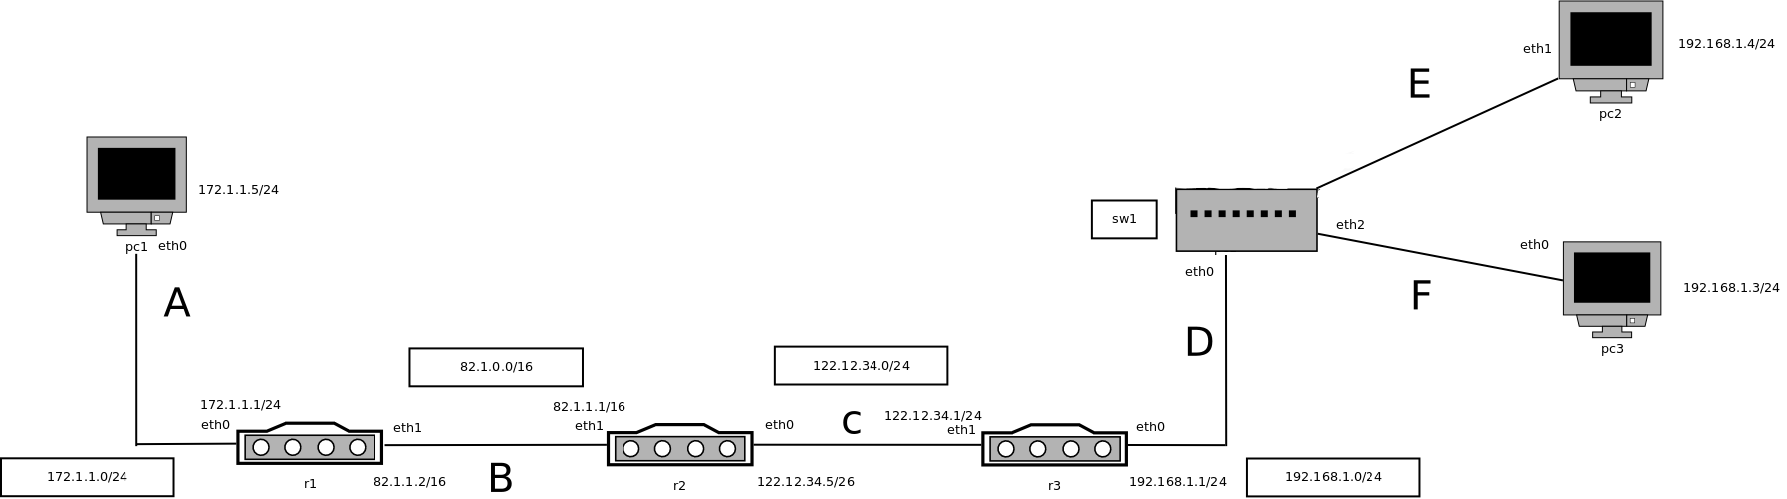 eth1
192.168.1.4/24
E
pc2
172.1.1.5/24
sw1
eth2
pc1
eth0
eth0
eth0
192.168.1.3/24
A
F
D
pc3
82.1.0.0/16
122.12.34.0/24
172.1.1.1/24
eth0
eth1
82.1.1.1/16
eth1
eth0
c
122.12.34.1/24
eth1
eth0
172.1.1.0/24
r1
82.1.1.2/16
B
r2
122.12.34.5/26
r3
192.168.1.1/24
192.168.1.0/24